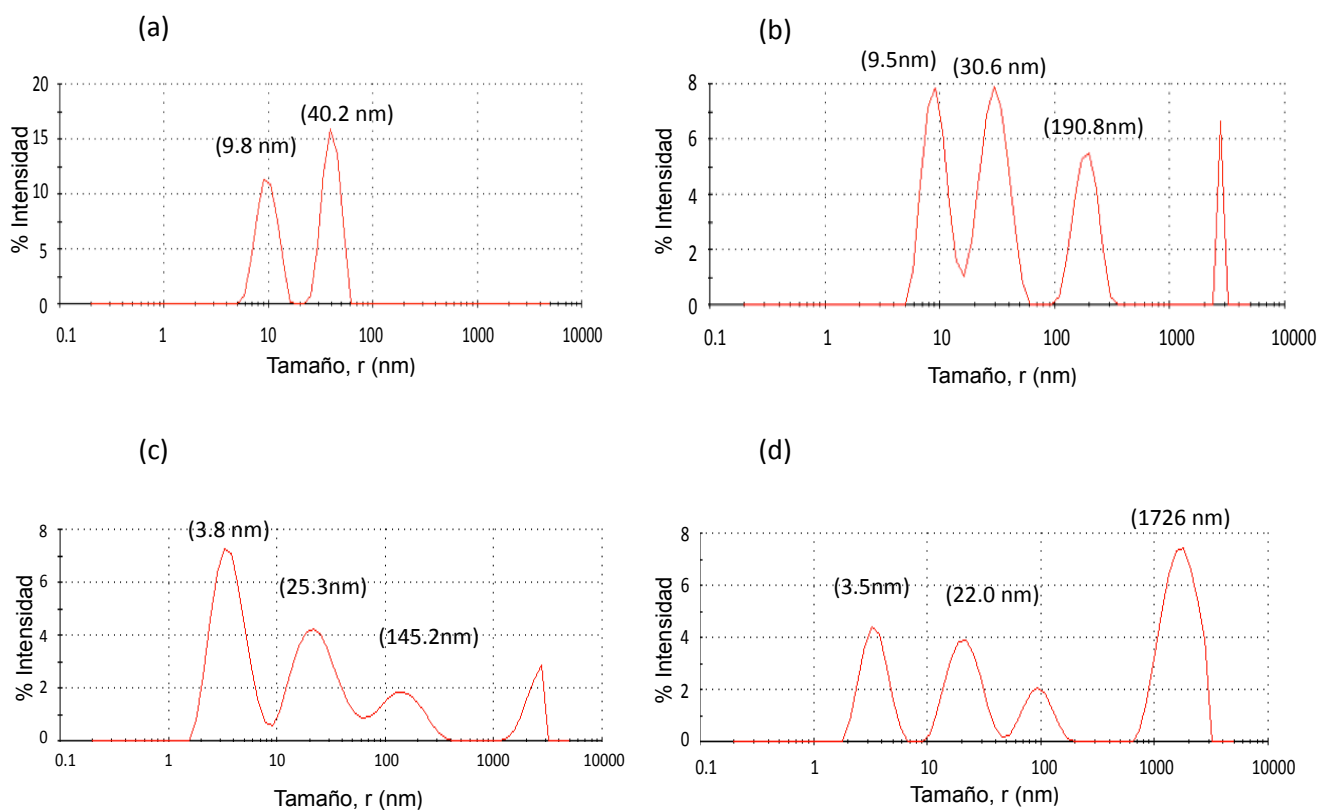 (a)
(9.8 nm)
(40.2 nm)
% Intensidad
20
15
10
5
0
0.1 1 10 100 1000 10000
Tamaño, r (nm)
(b)
(9.5nm)
(30.6 nm)
(190.8nm)
% Intensidad
8
6
4
2
0
0.1 1 10 100 1000 10000
Tamaño, r (nm)
(c)
(3.8 nm)
(25.3nm)
(145.2nm)
% Intensidad
8
6
4
2
0
0.1 1 10 100 1000 10000
Tamaño, r (nm)
(d)
(3.5nm)
(22.0 nm)
(1726 nm)
% Intensidad
8
6
4
2
0
0.1 1 10 100 1000 10000
Tamaño, r (nm)